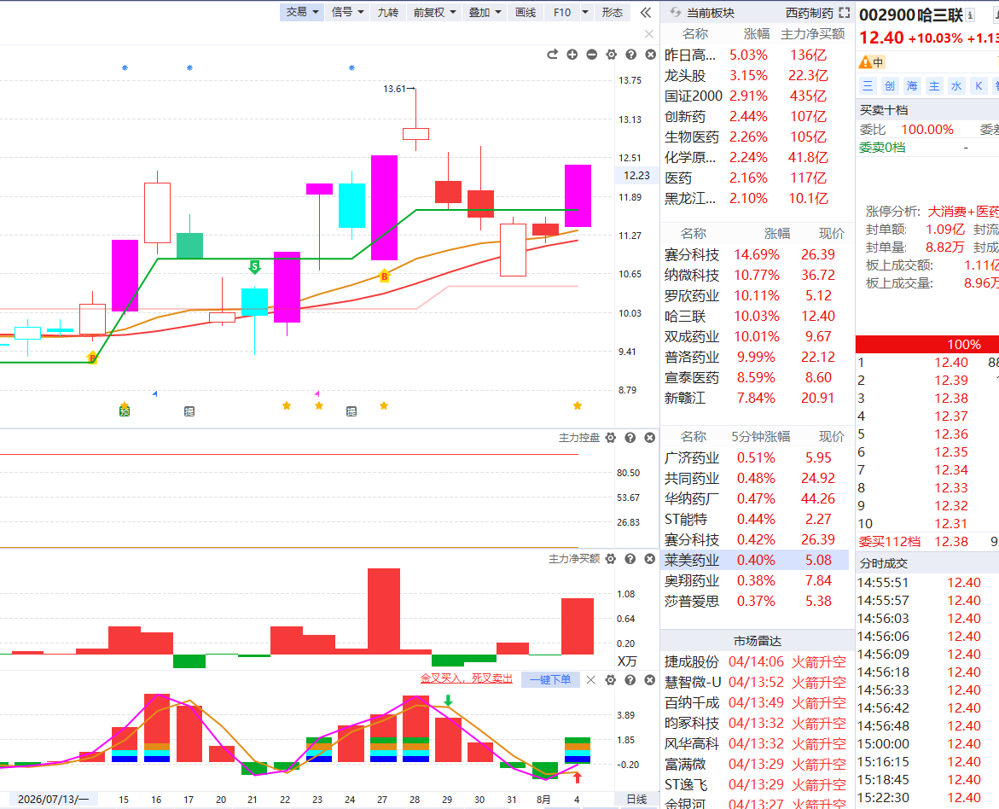 交易 信号 九转 前复权 叠加 画线 F10 形态
13.61
13.75
13.13
12.51
12.23
11.89
11.27
10.65
10.03
9.41
8.79
S
B
B
预 提 提
主力控盘
80.50
53.67
26.83
主力净买额
1.08
0.64
0.20
X万
金叉买入，死叉卖出 一键下单
3.89
1.85
-0.20
2026/07/13/一 15 16 17 20 21 22 23 24 27 28 29 30 31 8月 4 日线
当前板块 西药制药
名称 涨幅 主力净买额
昨日高... 5.03% 136亿
龙头股 3.15% 22.3亿
国证2000 2.91% 435亿
创新药 2.44% 107亿
生物医药 2.26% 105亿
化学原... 2.24% 41.8亿
医药 2.16% 117亿
黑龙江... 2.10% 10.1亿
名称 涨幅 现价
赛分科技 14.69% 26.39
纳微科技 10.77% 36.72
罗欣药业 10.11% 5.12
哈三联 10.03% 12.40
双成药业 10.01% 9.67
普洛药业 9.99% 22.12
宣泰医药 8.59% 8.60
新赣江 7.84% 20.91
名称 5分钟涨幅 现价
广济药业 0.51% 5.95
共同药业 0.48% 24.92
华纳药厂 0.47% 44.26
ST能特 0.44% 2.27
赛分科技 0.42% 26.39
莱美药业 0.40% 5.08
奥翔药业 0.38% 7.84
莎普爱思 0.37% 5.38
市场雷达
捷成股份 04/14:06 火箭升空
慧智微-U 04/13:52 火箭升空
百纳千成 04/13:49 火箭升空
昀冢科技 04/13:32 火箭升空
风华高科 04/13:32 火箭升空
富满微 04/13:29 火箭升空
ST逸飞 04/13:29 火箭升空
金银河 04/13:27 火箭升空
002900 哈三联
12.40 +10.03% +1.13
中
三 创 海 主 水 K
买卖十档
委比 100.00% 委差
委卖0档 -
涨停分析: 大消费+医药
封单额: 1.09亿 封流
封单量: 8.82万 封成
板上成交额: 1.11亿
板上成交量: 8.96万
100%
1 12.40 88
2 12.39
3 12.38
4 12.37
5 12.36
6 12.35
7 12.34
8 12.33
9 12.32
10 12.31
委买112档 12.38 9
分时成交
14:55:51 12.40
14:55:57 12.40
14:56:03 12.40
14:56:06 12.40
14:56:09 12.40
14:56:18 12.40
14:56:33 12.40
14:56:42 12.40
14:56:48 12.40
15:00:00 12.40
15:16:15 12.40
15:18:45 12.40
15:22:30 12.40